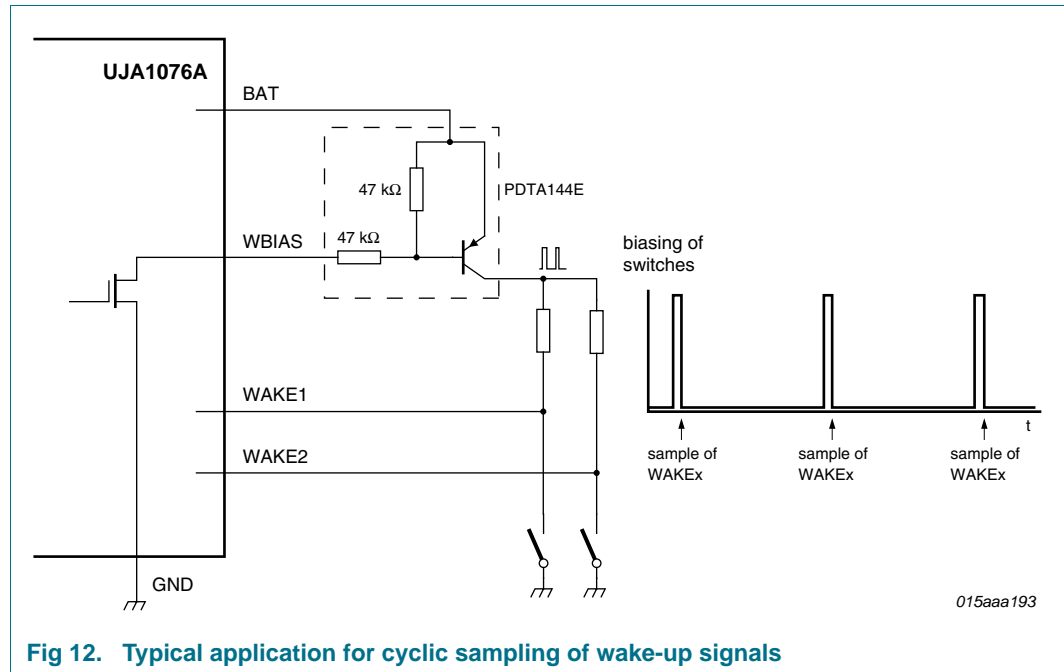 UJA1076A
BAT
47 kΩ
PDTA144E
WBIAS
47 kΩ
biasing of
switches
WAKE1
WAKE2
t
sample of
WAKEx
sample of
WAKEx
sample of
WAKEx
GND
015aaa193
Fig 12. Typical application for cyclic sampling of wake-up signals